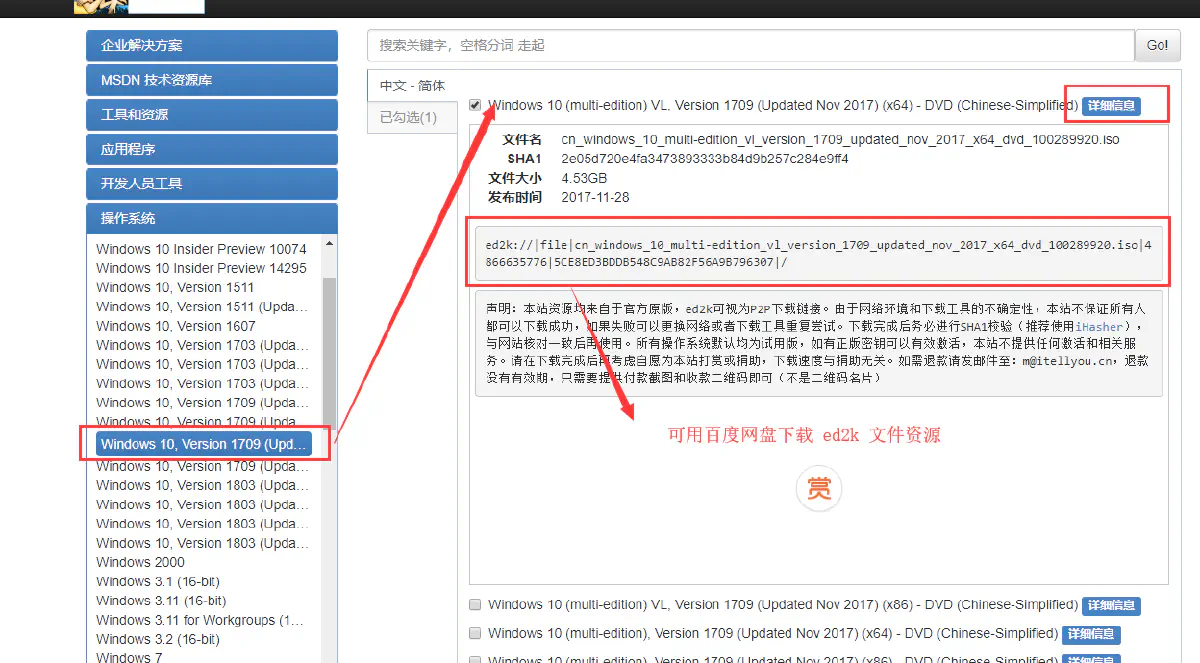 企业解决方案
MSDN 技术资源库
工具和资源
应用程序
开发人员工具
操作系统
Windows 10 Insider Preview 10074
Windows 10 Insider Preview 14295
Windows 10, Version 1511
Windows 10, Version 1511 (Upda...
Windows 10, Version 1607
Windows 10, Version 1703 (Upda...
Windows 10, Version 1703 (Upda...
Windows 10, Version 1703 (Upda...
Windows 10, Version 1709 (Upda...
Windows 10, Version 1709 (Upda...
Windows 10, Version 1709 (Upd...
Windows 10, Version 1709 (Upda...
Windows 10, Version 1803 (Upda...
Windows 10, Version 1803 (Upda...
Windows 10, Version 1803 (Upda...
Windows 10, Version 1803 (Upda...
Windows 2000
Windows 3.1 (16-bit)
Windows 3.11 (16-bit)
Windows 3.11 for Workgroups (1...
Windows 3.2 (16-bit)
Windows 7
搜索关键字，空格分词 走起
Go!
中文 - 简体
已勾选(1)
Windows 10 (multi-edition) VL, Version 1709 (Updated Nov 2017) (x64) - DVD (Chinese-Simplified) 详细信息
文件名 cn_windows_10_multi-edition_vl_version_1709_updated_nov_2017_x64_dvd_100289920.iso
SHA1 2e05d720e4fa3473893333b84d9b257c284e9ff4
文件大小 4.53GB
发布时间 2017-11-28
ed2k://|file|cn_windows_10_multi-edition_vl_version_1709_updated_nov_2017_x64_dvd_100289920.iso|4
866635776|5CE8ED3BDDB548C9AB82F56A9B796307|/
声明：本站资源均来自于官方原版，ed2k可视为P2P下载链接。由于网络环境和下载工具的不确定性，本站不保证所有人
都可以下载成功，如果失败可以更换网络或者下载工具重复尝试。下载完成后务必进行SHA1校验（推荐使用iHasher），
与网站核对一致后再使用。所有操作系统默认均为试用版，如有正版密钥可以有效激活，本站不提供任何激活和相关服
务。请在下载完成后再考虑自愿为本站打赏或捐助，下载速度与捐助无关。如需退款请发邮件至：m@itellyou.cn，退款
没有有效期，只需要提供付款截图和收款二维码即可（不是二维码名片）
可用百度网盘下载 ed2k 文件资源
赏
Windows 10 (multi-edition) VL, Version 1709 (Updated Nov 2017) (x86) - DVD (Chinese-Simplified) 详细信息
Windows 10 (multi-edition), Version 1709 (Updated Nov 2017) (x64) - DVD (Chinese-Simplified) 详细信息
Windows 10 (multi-edition), Version 1709 (Updated Nov 2017) (x86) - DVD (Chinese-Simplified) 详细信息